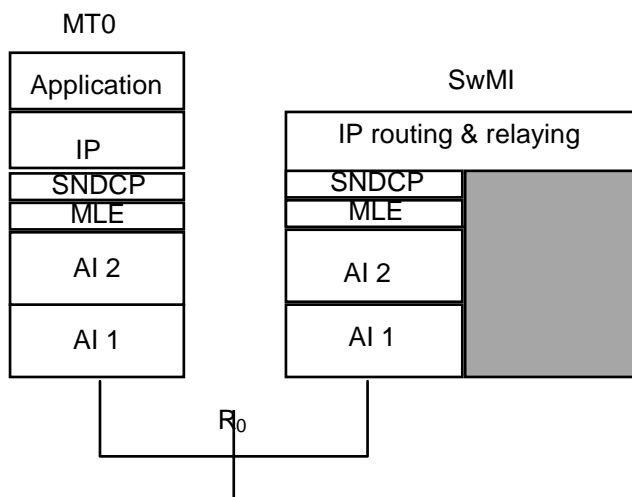 MT0
Application
IP
SNDCP
MLE
AI 2
AI 1
SwMI
IP routing & relaying
SNDCP
MLE
AI 2
AI 1
R₀